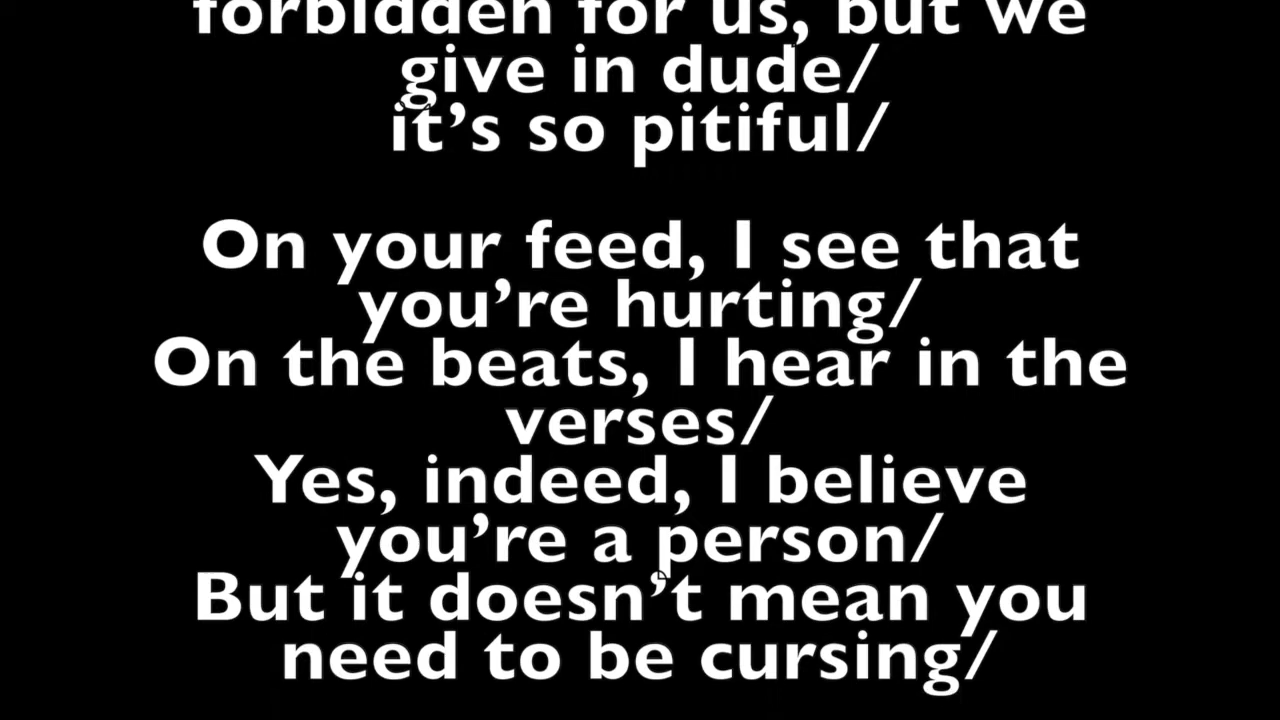 forbidden for us, but we
give in dude/
it’s so pitiful/
On your feed, I see that
you’re hurting/
On the beats, I hear in the
verses/
Yes, indeed, I believe
you’re a person/
But it doesn’t mean you
need to be cursing/